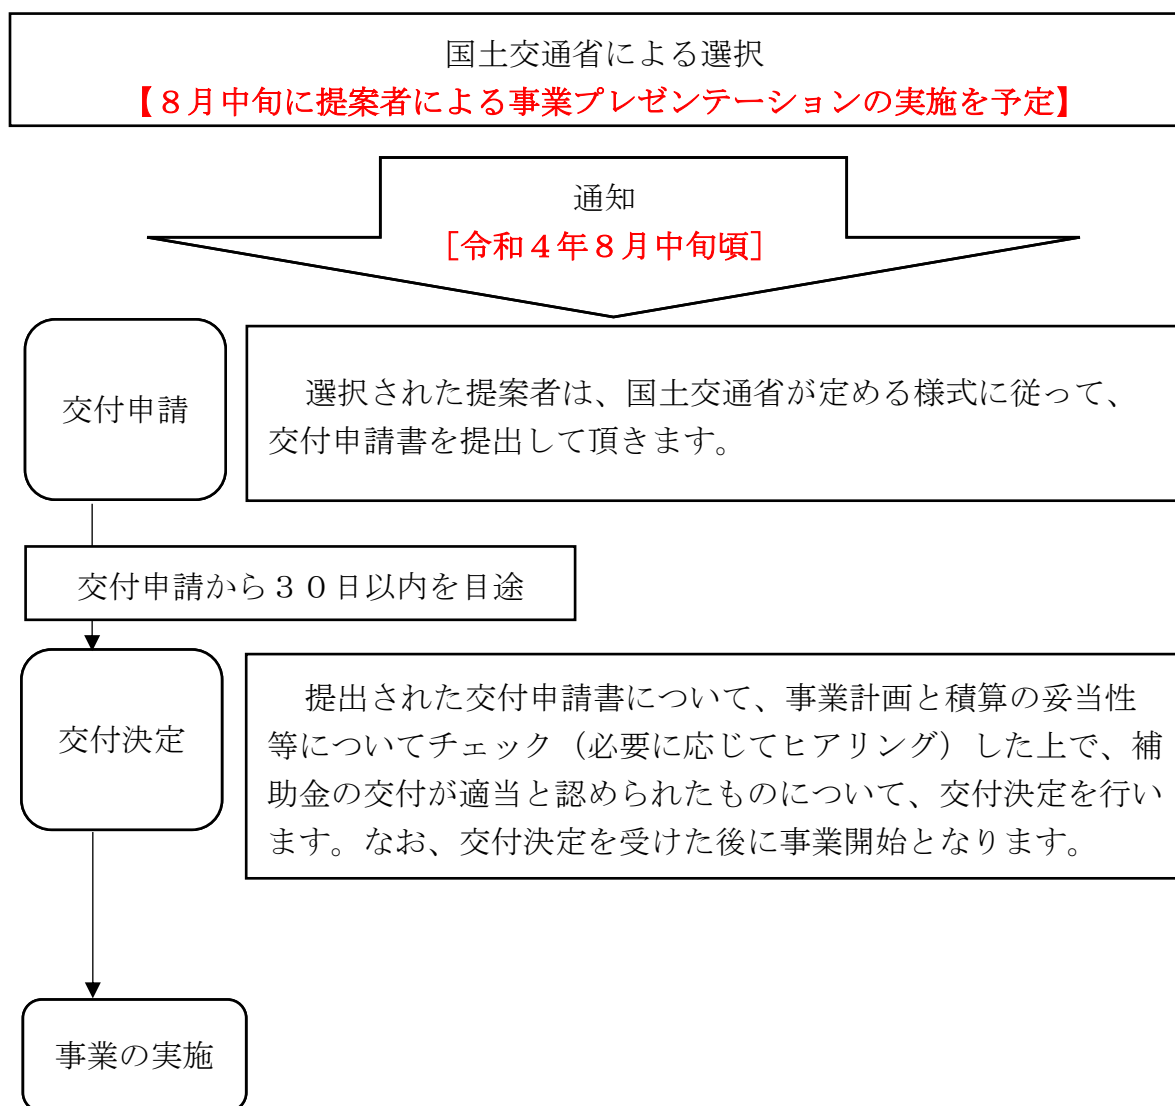 国土交通省による選択
【８月中旬に提案者による事業プレゼンテーションの実施を予定】
通知
［令和４年８月中旬頃］
交付申請
選択された提案者は、国土交通省が定める様式に従って、
交付申請書を提出して頂きます。
交付申請から３０日以内を目途
交付決定
提出された交付申請書について、事業計画と積算の妥当性
等についてチェック（必要に応じてヒアリング）した上で、補
助金の交付が適当と認められたものについて、交付決定を行い
ます。なお、交付決定を受けた後に事業開始となります。
事業の実施